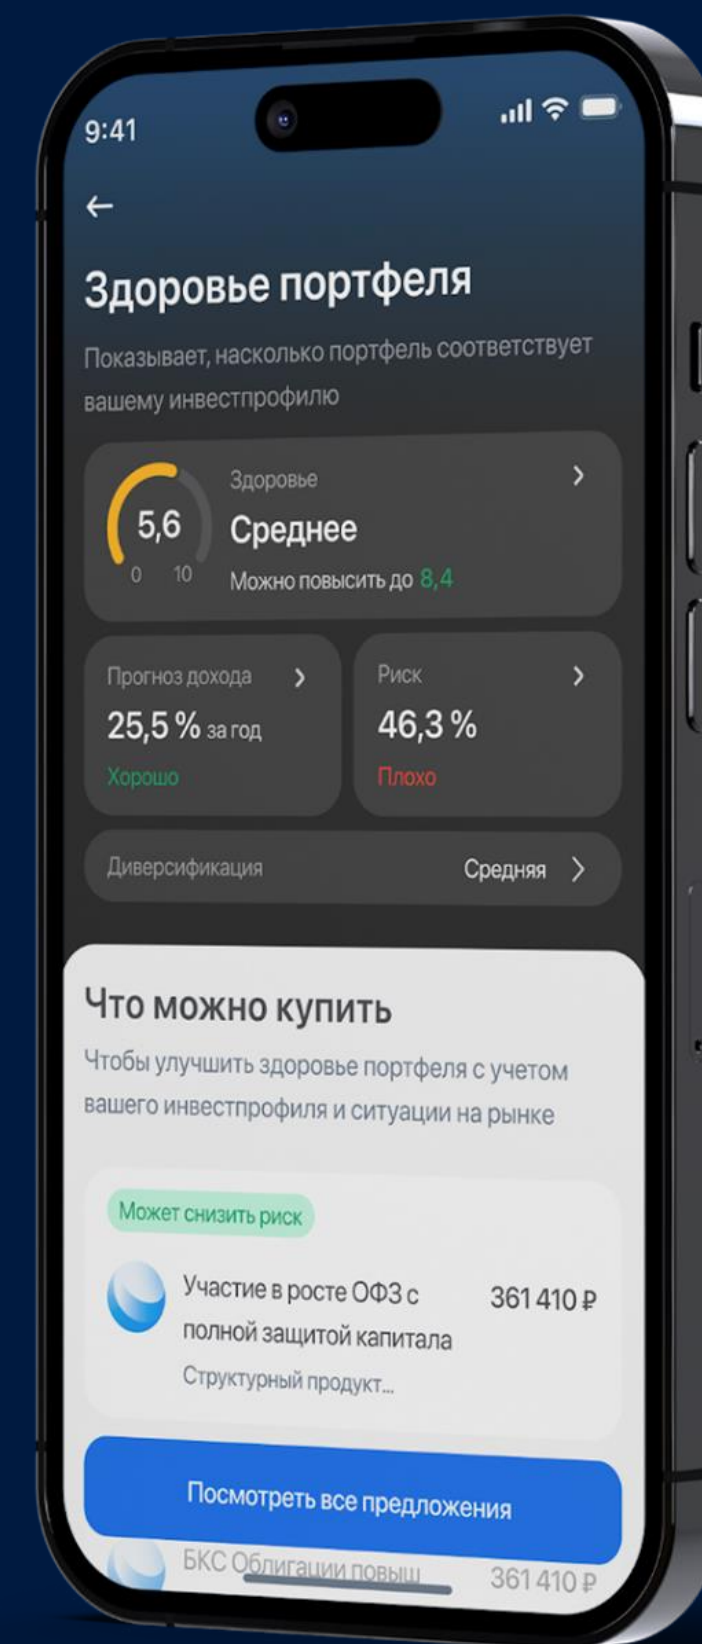 9:41
Здоровье портфеля
Показывает, насколько портфель соответствует
вашему инвестпрофилю
Здоровье
5,6
Среднее
0 10
Можно повысить до 8,4
Прогноз дохода
Риск
25,5 % за год
46,3 %
Хорошо
Плохо
Диверсификация
Средняя
Что можно купить
Чтобы улучшить здоровье портфеля с учетом
вашего инвестпрофиля и ситуации на рынке
Может снизить риск
Участие в росте ОФЗ с
361 410 ₽
полной защитой капитала
Структурный продукт...
Посмотреть все предложения
БКС Облигации повыш
361 410 ₽